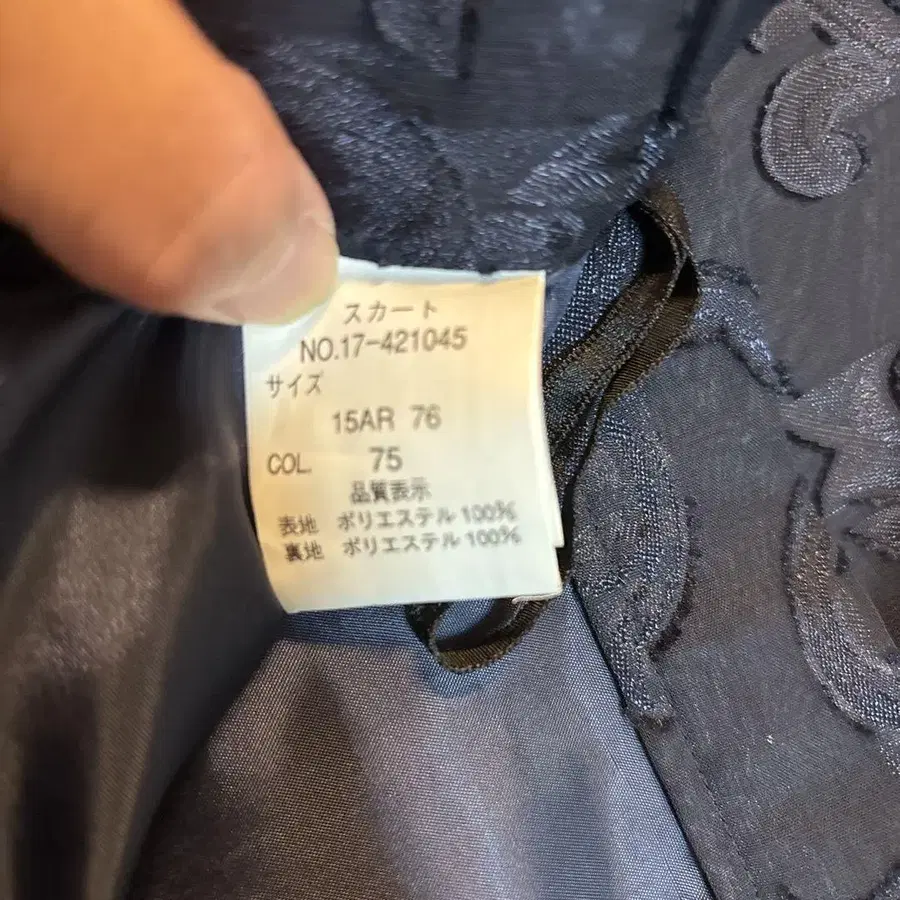 スカート
NO.17-421045
サイズ
15AR 76
COL. 75
品質表示
表地 ポリエステル100%
裏地 ポリエステル100%